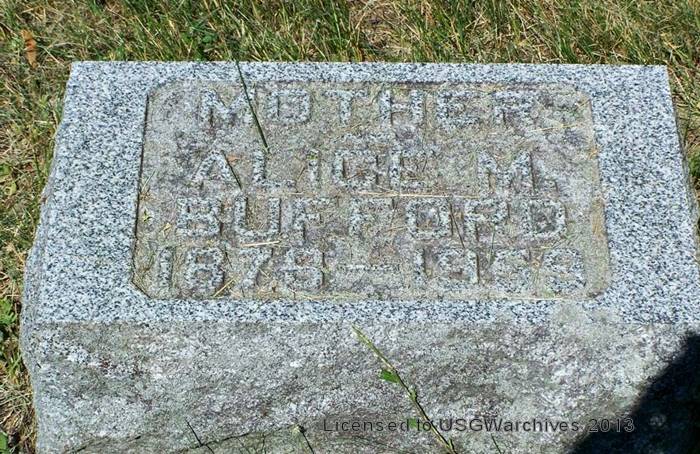 MOTHER
ALICE M.
BUFFORD
Licensed to USGWarchives 2013